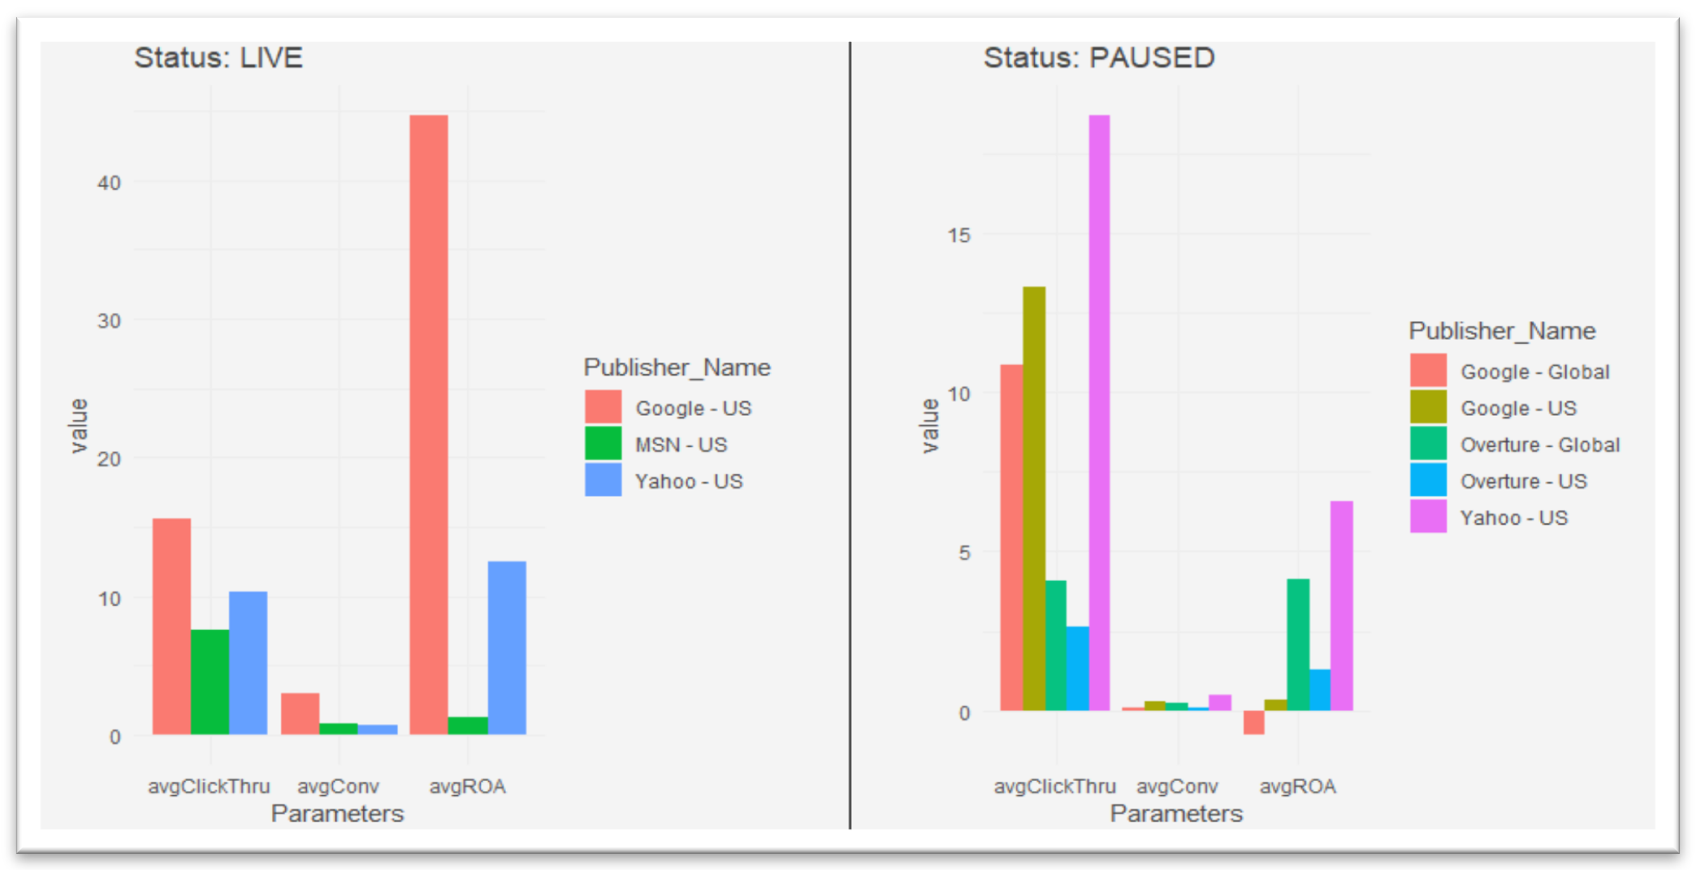 Status: LIVE
40
30
20
10
0
value
avgClickThru avgConv avgROA
Parameters
Publisher_Name
Google - US
MSN - US
Yahoo - US
Status: PAUSED
15
10
5
0
value
avgClickThru avgConv avgROA
Parameters
Publisher_Name
Google - Global
Google - US
Overture - Global
Overture - US
Yahoo - US